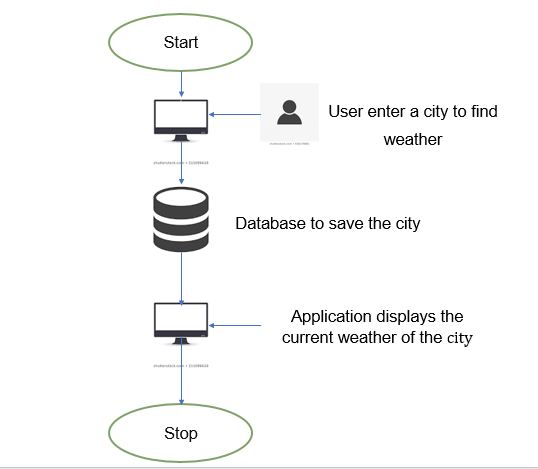 Start
User enter a city to find
weather
Database to save the city
Application displays the
current weather of the city
Stop